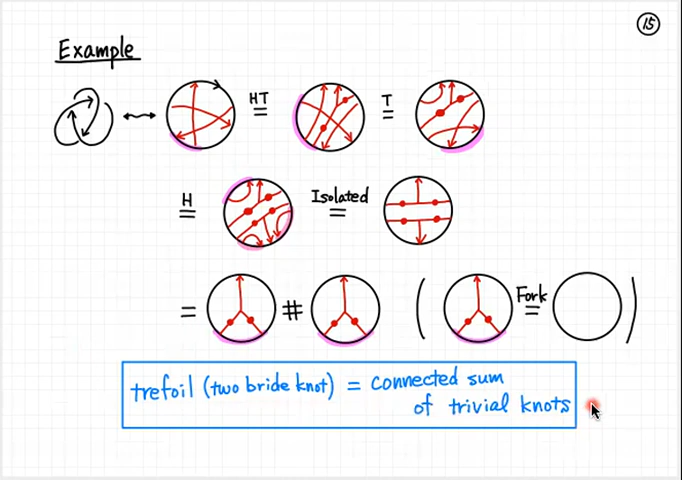 15
Example
HT
=
T
=
H
=
Isolated
=
= # ( Fork
= )
trefoil (two bride knot) = connected sum
of trivial knots